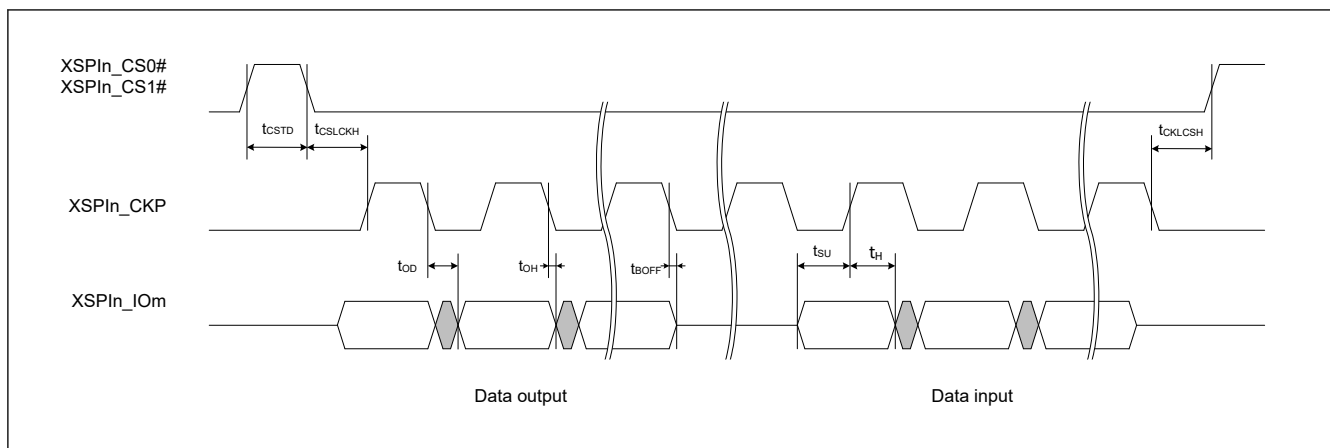 XSPIn_CS0#
XSPIn_CS1#
tCSTD
tCSLCKH
tCKLCSH
XSPIn_CKP
tOD
tOH
tBOFF
tSU
tH
XSPIn_IOm
Data output
Data input